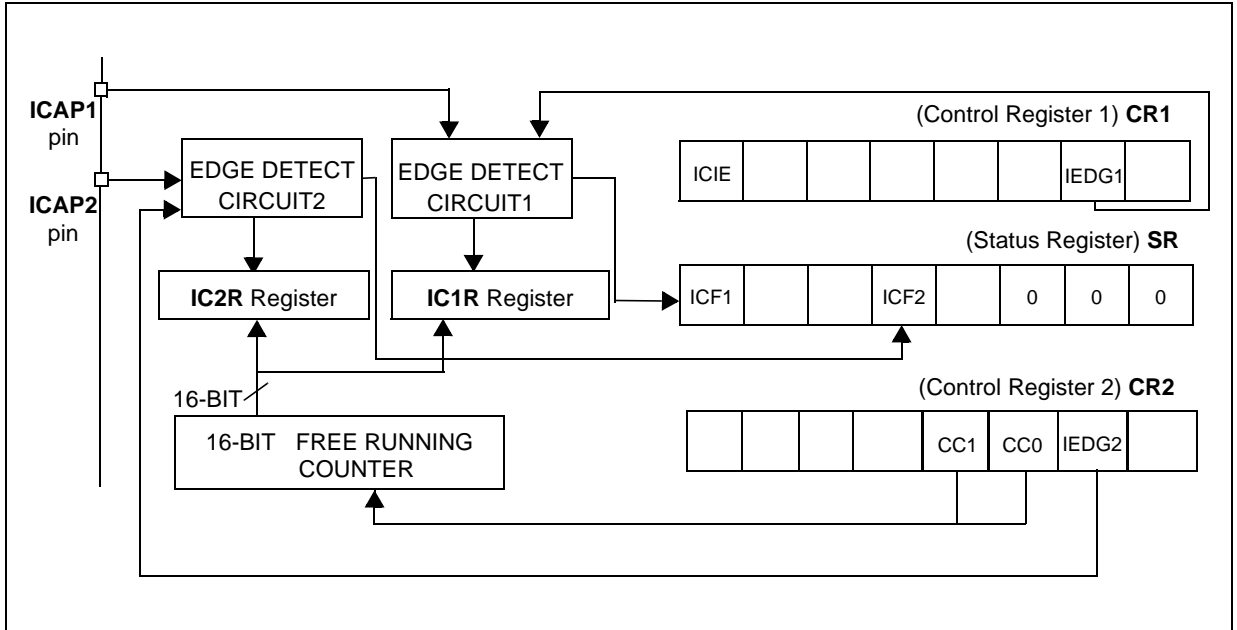 ICAP1
pin
ICAP2
pin
EDGE DETECT
CIRCUIT2
EDGE DETECT
CIRCUIT1
IC2R Register
IC1R Register
16-BIT
16-BIT FREE RUNNING
COUNTER
(Control Register 1) CR1
ICIE IEDG1
(Status Register) SR
ICF1 ICF2 0 0 0
(Control Register 2) CR2
CC1 CC0 IEDG2